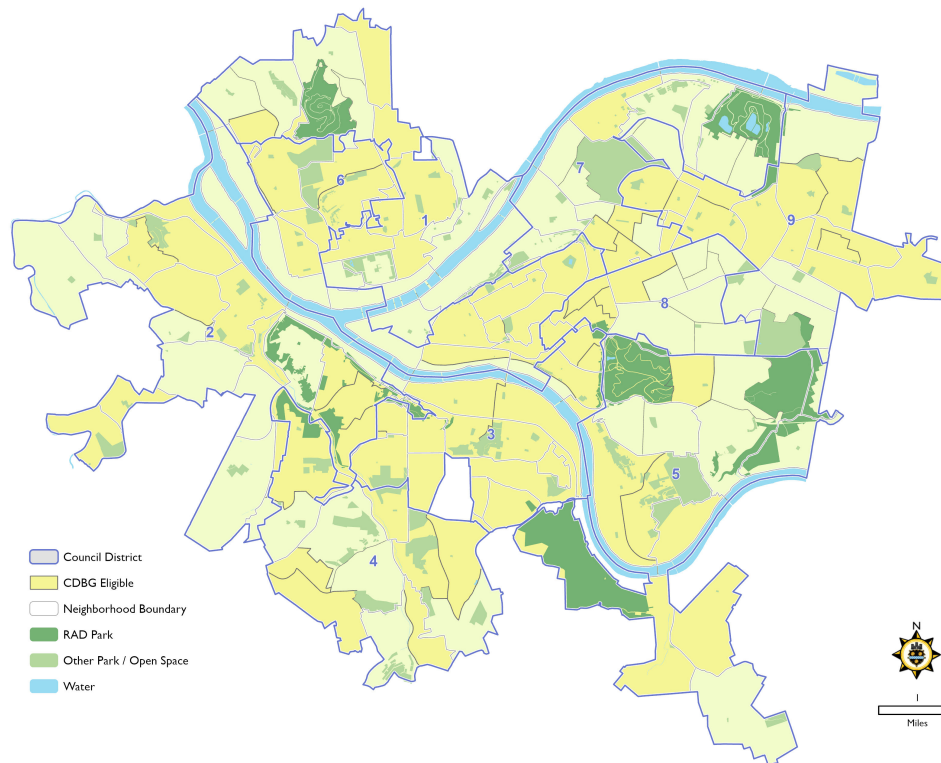 6
7
1
9
8
2
3
5
4
Council District
CDBG Eligible
Neighborhood Boundary
RAD Park
Other Park / Open Space
Water
N
1
Miles